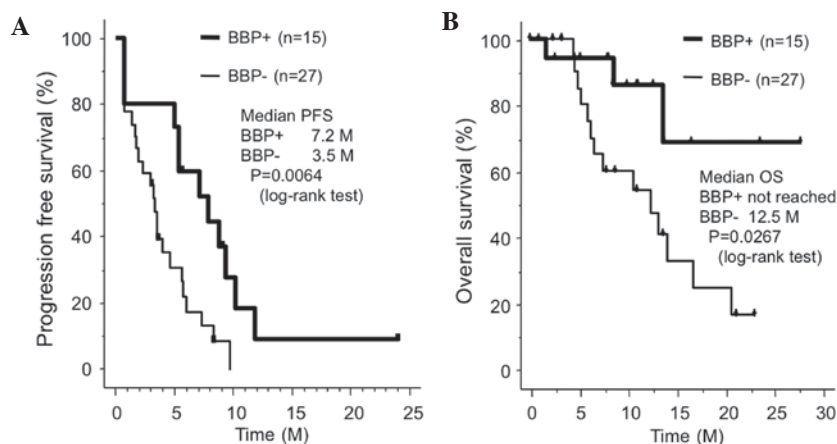 A
BBP+ (n=15)
BBP- (n=27)
Median PFS
BBP+ 7.2 M
BBP- 3.5 M
P=0.0064
(log-rank test)
Progression free survival (%)
100
80
60
40
20
0
0 5 10 15 20 25
Time (M)
B
BBP+ (n=15)
BBP- (n=27)
Median OS
BBP+ not reached
BBP- 12.5 M
P=0.0267
(log-rank test)
Overall survival (%)
100
80
60
40
20
0
0 5 10 15 20 25 30
Time (M)